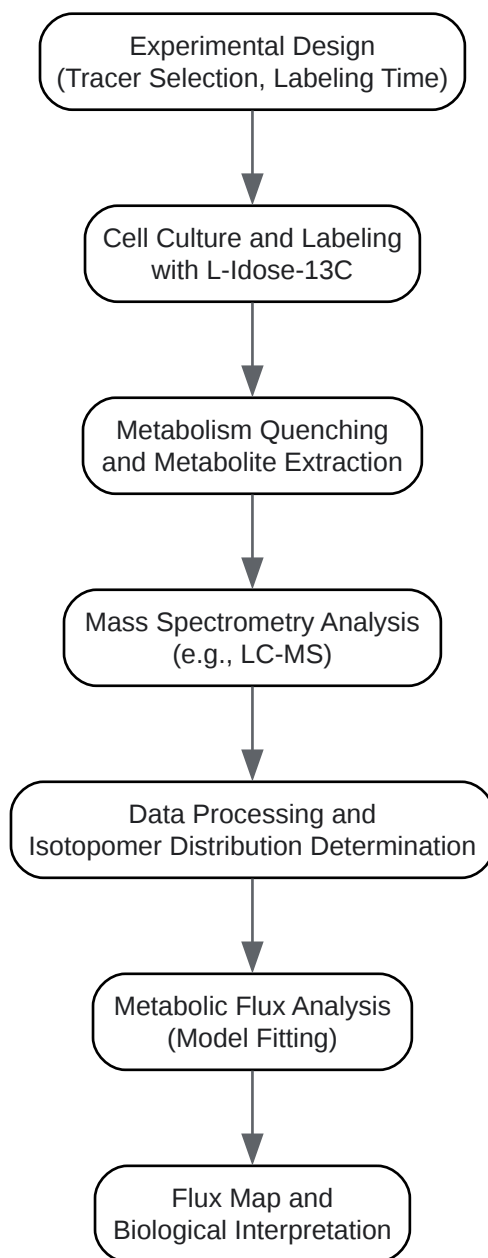 Experimental Design
(Tracer Selection, Labeling Time)
Cell Culture and Labeling
with L-Idose-13C
Metabolism Quenching
and Metabolite Extraction
Mass Spectrometry Analysis
(e.g., LC-MS)
Data Processing and
Isotopomer Distribution Determination
Metabolic Flux Analysis
(Model Fitting)
Flux Map and
Biological Interpretation